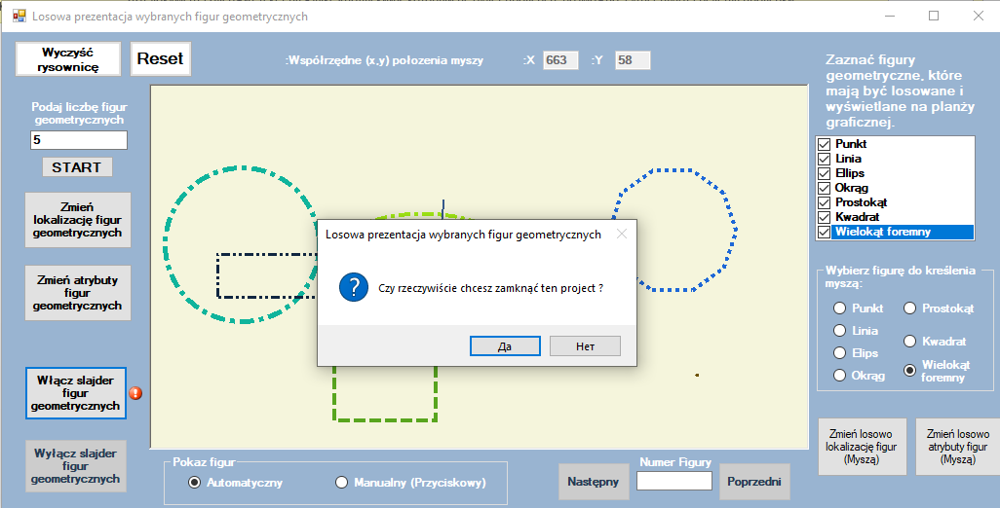 Losowa prezentacja wybranych figur geometrycznych
Wyczyść
rysownicę
Reset
:Współrzędne (x,y) położenia myszy
:X
663
:Y
58
Podaj liczbę figur
geometrycznych
5
START
Zmień
lokalizację figur
geometrycznych
Zmień atrybuty
figur
geometrycznych
Włącz slajder
figur
geometrycznych
Wyłącz slajder
figur
geometrycznych
Losowa prezentacja wybranych figur geometrycznych
Czy rzeczywiście chcesz zamknąć ten project ?
Да
Нет
Zaznać figury
geometryczne, które
mają być losowane i
wyświetlane na planży
graficznej.
Punkt
Linia
Ellips
Okrąg
Prostokąt
Kwadrat
Wielokąt foremny
Wybierz figurę do kreślenia
myszą:
Punkt
Linia
Elips
Okrąg
Prostokąt
Kwadrat
Wielokąt
foremny
Zmień losowo
lokalizację figur
(Myszą)
Zmień losowo
atrybuty figur
(Myszą)
Pokaz figur
Automatyczny
Manualny (Przyciskowy)
Następny
Numer Figury
Poprzedni